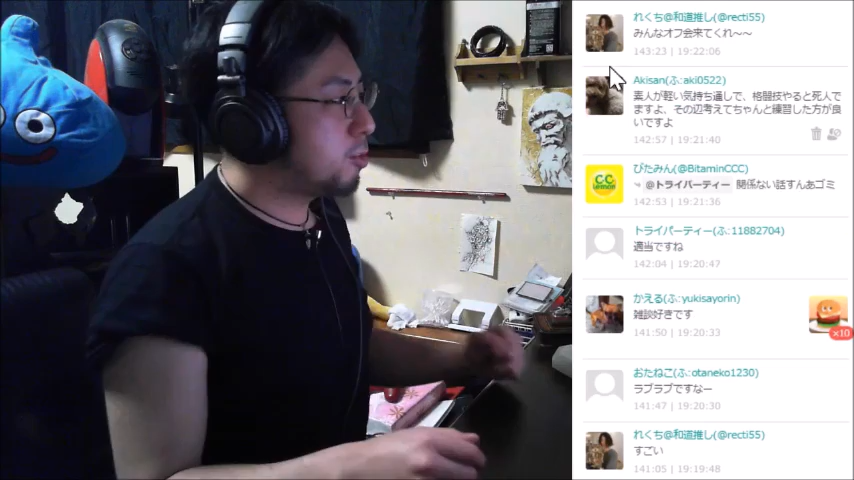 れくち@和道推し(@recti55)
みんなオフ会来てくれ～～
143:23 | 19:22:06
Akisan(ふ:aki0522)
素人が軽い気持ち遥しで、格闘技やると死人で
ますよ、その辺考えてちゃんと練習した方が良
いですよ
142:57 | 19:21:40
びたみん(@BitaminCCC)
@トライパーティー 関係ない話すんあゴミ
142:53 | 19:21:36
トライパーティー(ふ:11882704)
適当ですね
142:04 | 19:20:47
かえる(ふ:yukisayorin)
雑談好きです
141:50 | 19:20:33
×10
おたねこ(ふ:otaneko1230)
ラブラブですなー
141:47 | 19:20:30
れくち@和道推し(@recti55)
すごい
141:05 | 19:19:48
CC
Lemon